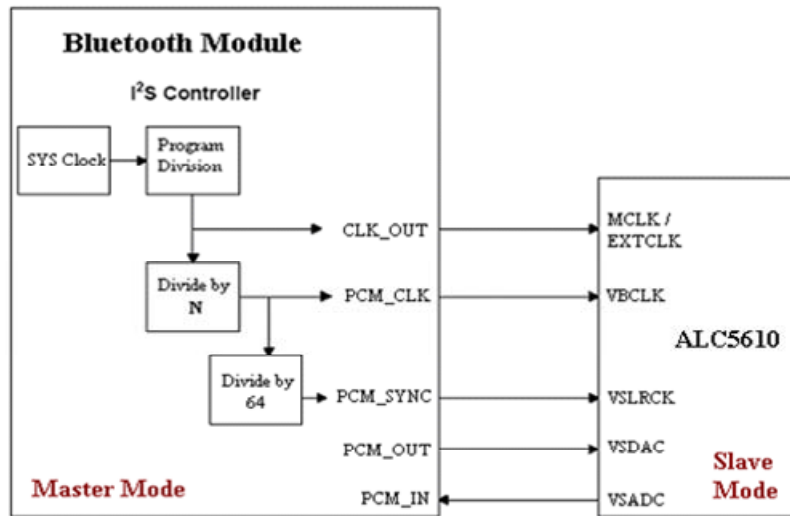 Bluetooth Module
I²S Controller
SYS Clock
Program
Division
CLK_OUT
MCLK /
EXTCLK
Divide by
N
PCM_CLK
VBCLK
ALC5610
Divide by
64
PCM_SYNC
VSLRCK
PCM_OUT
VSDAC
Slave
Mode
Master Mode
PCM_IN
VSADC